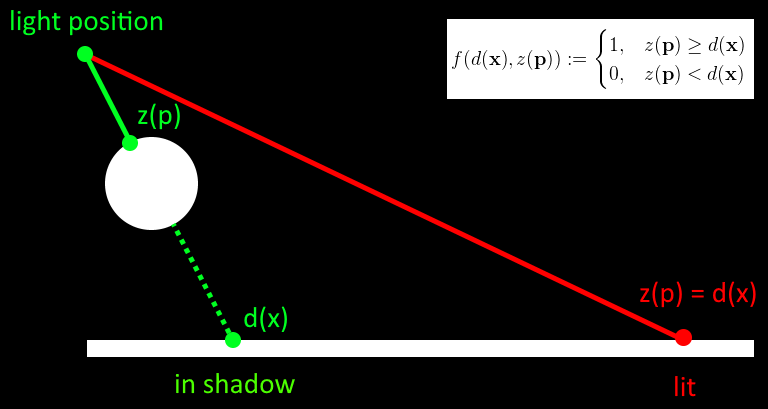 light position
f(d(x), z(p)) := { 1, z(p) ≥ d(x)
0, z(p) < d(x)
z(p)
z(p) = d(x)
d(x)
in shadow
lit